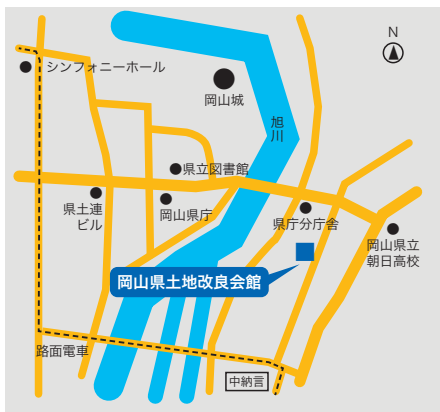 N
シンフォニーホール
岡山城
旭
川
県立図書館
県土連
ビル
岡山県庁
県庁分庁舎
岡山県立
朝日高校
岡山県土地改良会館
路面電車
中納言